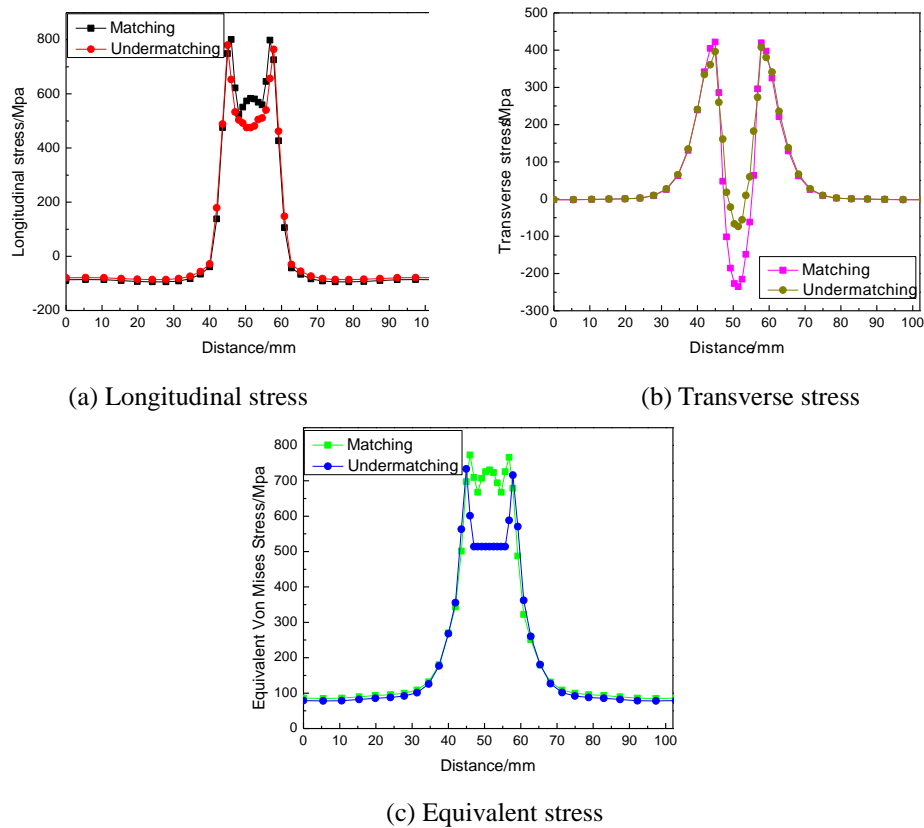 Matching
Undermatching
Longitudinal stress/Mpa
800
600
400
200
0
-200
0 10 20 30 40 50 60 70 80 90 10
Distance/mm
(a) Longitudinal stress
Matching
Undermatching
Transverse stress/Mpa
500
400
300
200
100
0
-100
-200
-300
0 10 20 30 40 50 60 70 80 90 100
Distance/mm
(b) Transverse stress
Matching
Undermatching
Equivalent Von Mises Stress/Mpa
800
700
600
500
400
300
200
100
0
0 10 20 30 40 50 60 70 80 90 100
Distance/mm
(c) Equivalent stress